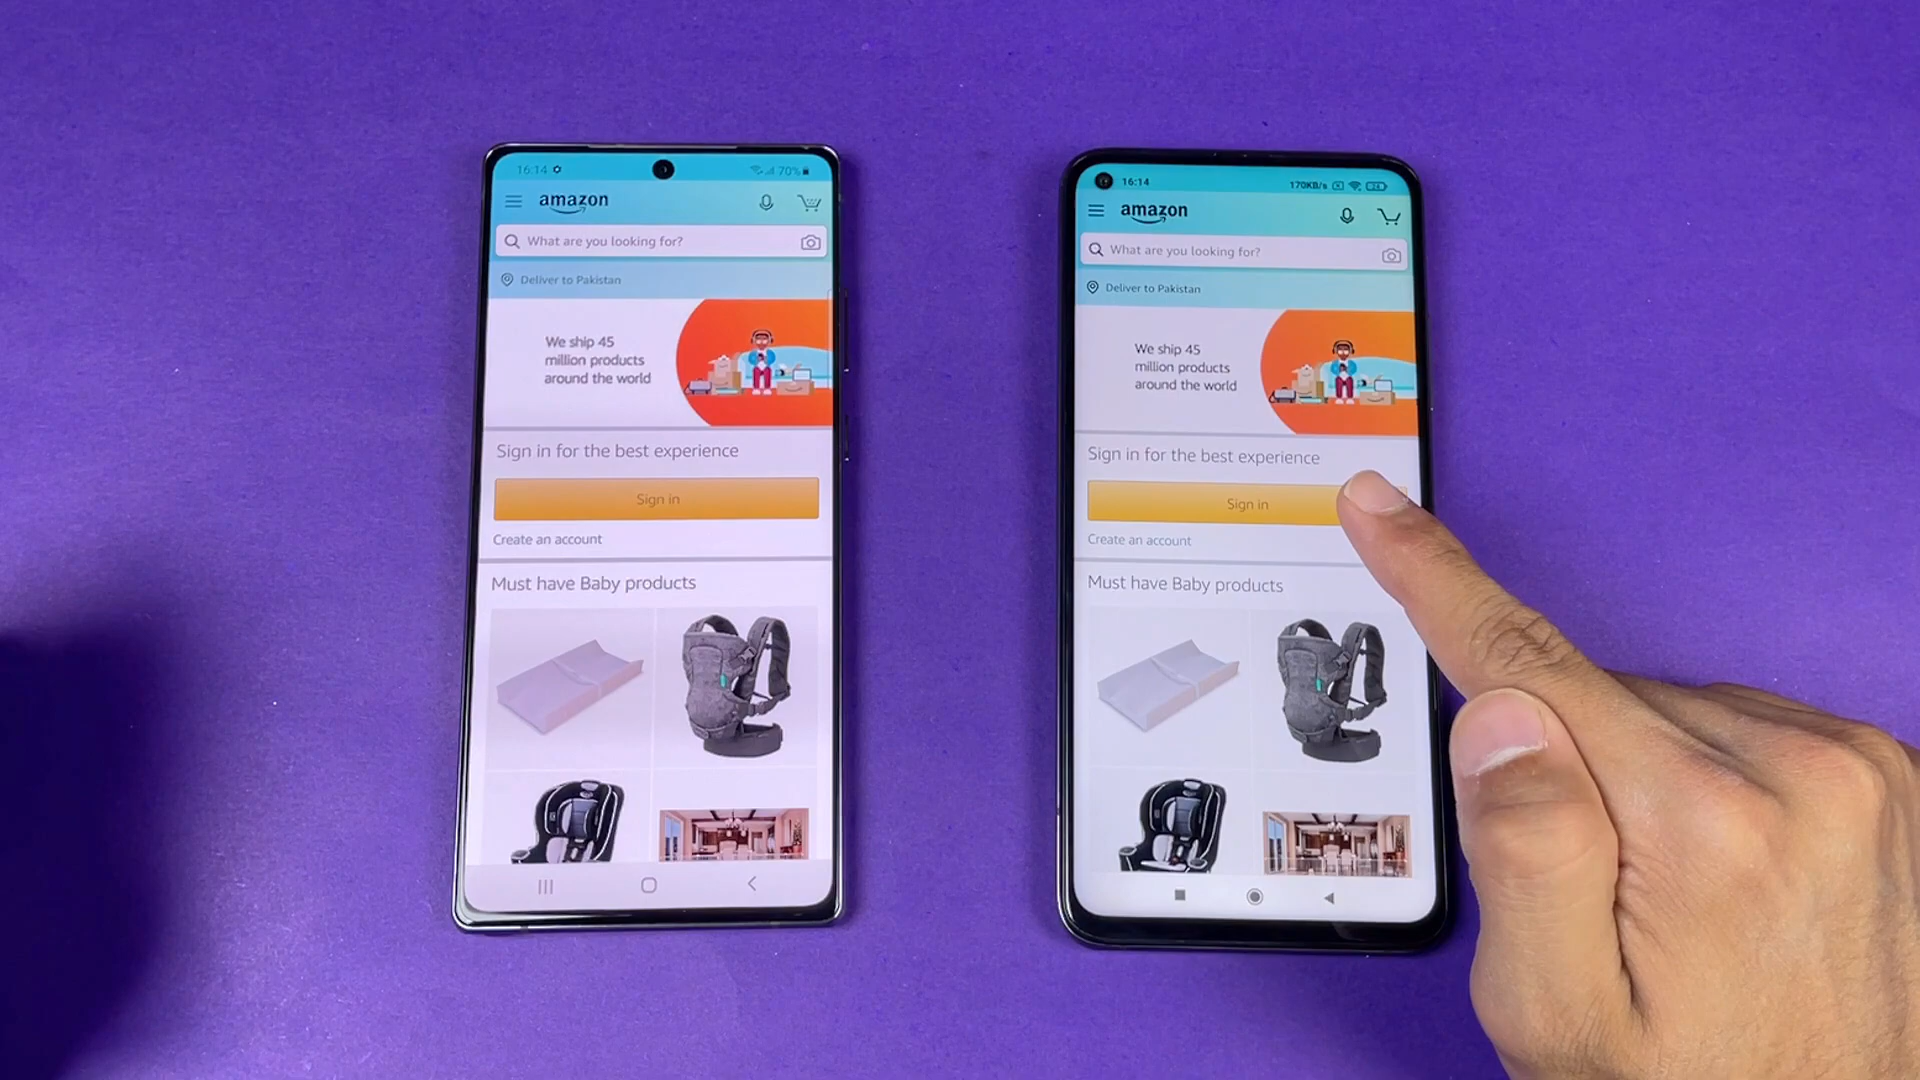 16:14
70%
amazon
What are you looking for?
Deliver to Pakistan
We ship 45
million products
around the world
Sign in for the best experience
Sign in
Create an account
Must have Baby products
16:14
170KB/s
amazon
What are you looking for?
Deliver to Pakistan
We ship 45
million products
around the world
Sign in for the best experience
Sign in
Create an account
Must have Baby products